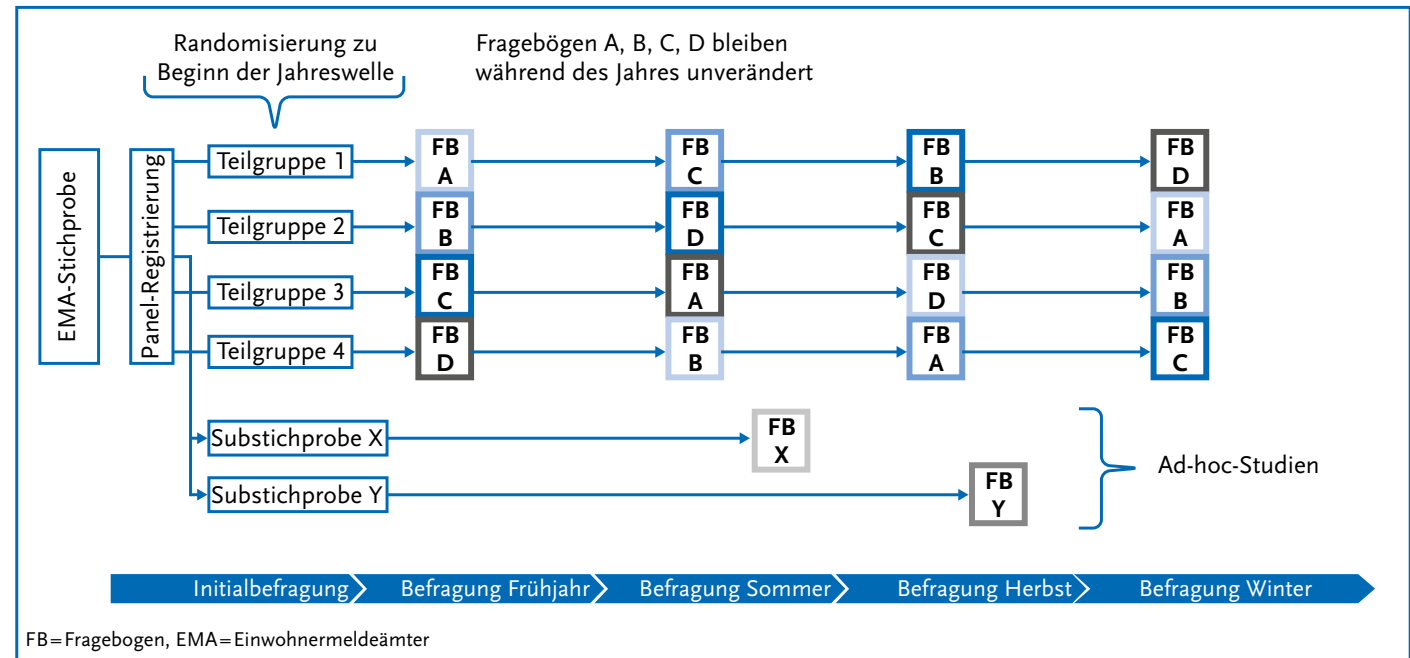 Randomisierung zu
Beginn der Jahreswelle
Fragebögen A, B, C, D bleiben
während des Jahres unverändert
EMA-Stichprobe
Panel-Registrierung
Teilgruppe 1
FB
A
FB
C
FB
B
FB
D
Teilgruppe 2
FB
B
FB
D
FB
C
FB
A
Teilgruppe 3
FB
C
FB
A
FB
D
FB
B
Teilgruppe 4
FB
D
FB
B
FB
A
FB
C
Substichprobe X
FB
X
Substichprobe Y
FB
Y
Ad-hoc-Studien
Initialbefragung
Befragung Frühjahr
Befragung Sommer
Befragung Herbst
Befragung Winter
FB=Fragebogen, EMA=Einwohnermeldeämter